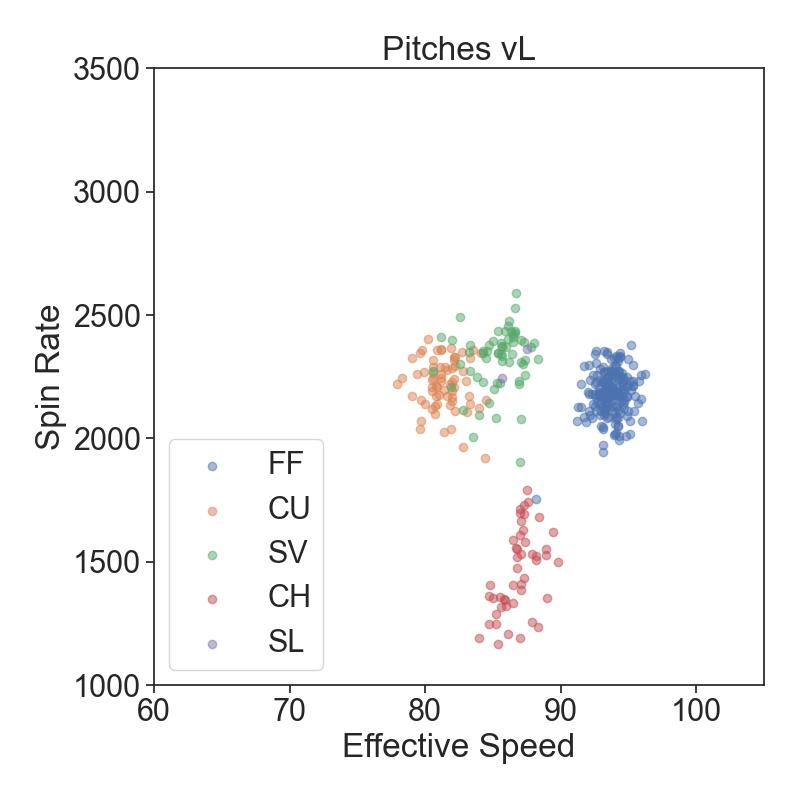 Pitches vL
3500
3000
2500
2000
1500
1000
Spin Rate
FF
CU
SV
CH
SL
60 70 80 90 100
Effective Speed